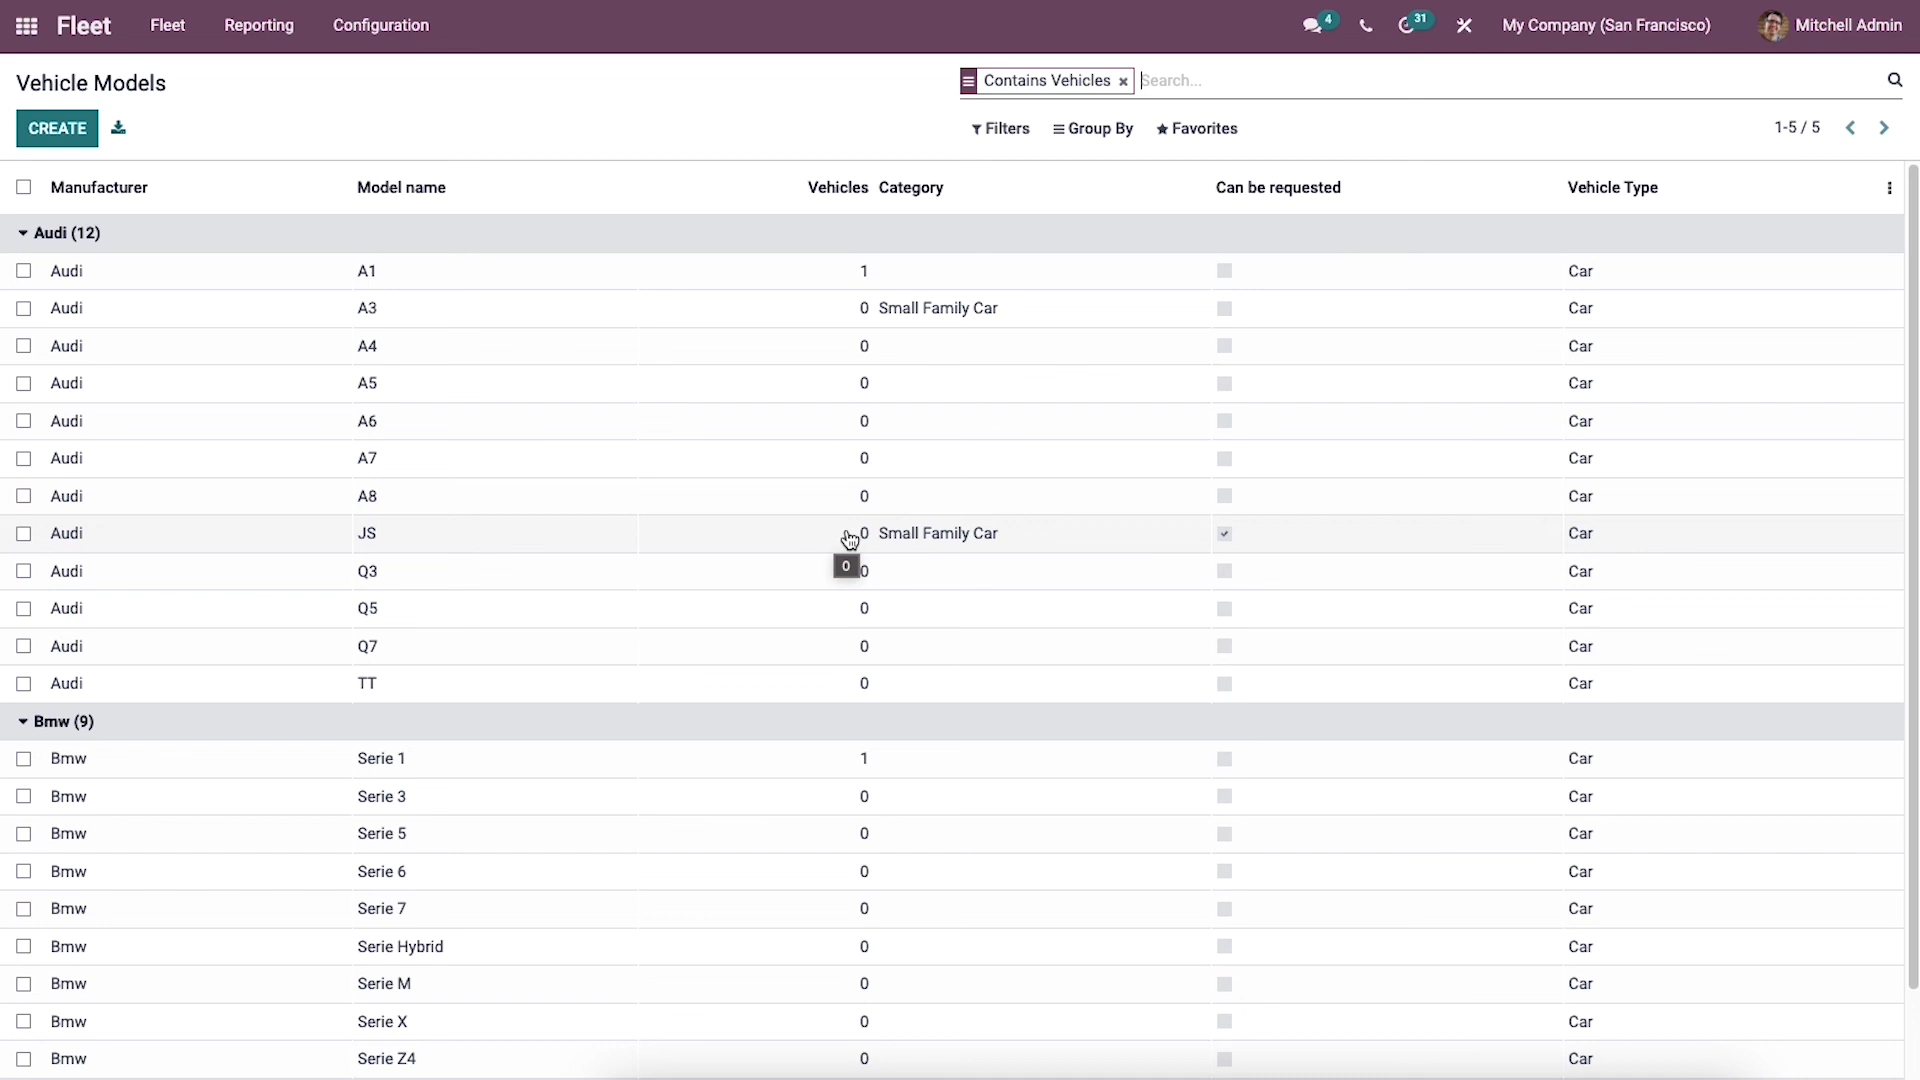 Fleet Fleet Reporting Configuration 4 31 My Company (San Francisco) Mitchell Admin
Vehicle Models Contains Vehicles × Search...
CREATE Filters Group By Favorites 1-5 / 5
Manufacturer Model name Vehicles Category Can be requested Vehicle Type
Audi (12)
Audi A1 1 Car
Audi A3 0 Small Family Car Car
Audi A4 0 Car
Audi A5 0 Car
Audi A6 0 Car
Audi A7 0 Car
Audi A8 0 Car
Audi JS 0 Small Family Car Car
0
Audi Q3 0 Car
Audi Q5 0 Car
Audi Q7 0 Car
Audi TT 0 Car
Bmw (9)
Bmw Serie 1 1 Car
Bmw Serie 3 0 Car
Bmw Serie 5 0 Car
Bmw Serie 6 0 Car
Bmw Serie 7 0 Car
Bmw Serie Hybrid 0 Car
Bmw Serie M 0 Car
Bmw Serie X 0 Car
Bmw Serie Z4 0 Car